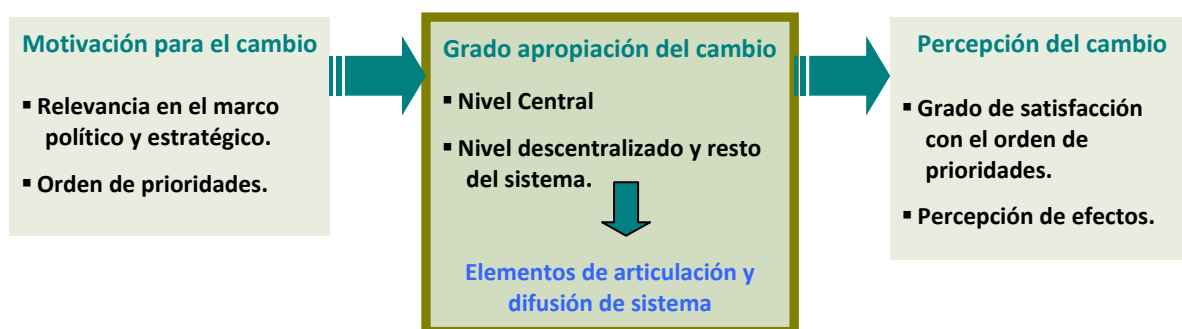 Motivación para el cambio
▪ Relevancia en el marco
político y estratégico.
▪ Orden de prioridades.
Grado apropiación del cambio
▪ Nivel Central
▪ Nivel descentralizado y resto
del sistema.
Elementos de articulación y
difusión de sistema
Percepción del cambio
▪ Grado de satisfacción
con el orden de
prioridades.
▪ Percepción de efectos.